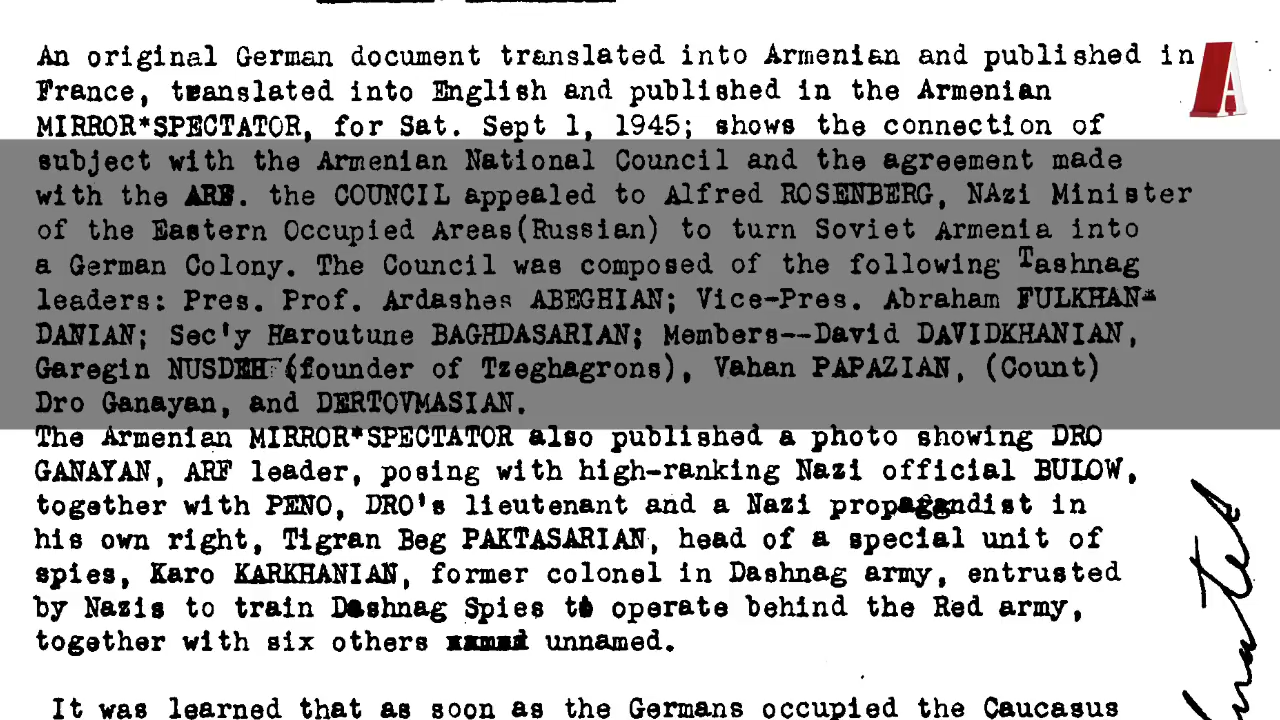 An original German document translated into Armenian and published in
France, translated into English and published in the Armenian
MIRROR*SPECTATOR, for Sat. Sept 1, 1945; shows the connection of
subject with the Armenian National Council and the agreement made
with the ARF. the COUNCIL appealed to Alfred ROSENBERG, NAzi Minister
of the Eastern Occupied Areas(Russian) to turn Soviet Armenia into
a German Colony. The Council was composed of the following Tashnag
leaders: Pres. Prof. Ardashes ABEGHIAN; Vice-Pres. Abraham FULKHAN-
DANIAN; Sec'y Haroutune BAGHDASARIAN; Members--David DAVIDKHANIAN,
Garegin NUSDEH (founder of Tzeghagrons), Vahan PAPAZIAN, (Count)
Dro Ganayan, and DERTOVMASIAN.
The Armenian MIRROR*SPECTATOR also published a photo showing DRO
GANAYAN, ARF leader, posing with high-ranking Nazi official BULOW,
together with PENO, DRO's lieutenant and a Nazi propagandist in
his own right, Tigran Beg PAKTASARIAN, head of a special unit of
spies, Karo KARKHANIAN, former colonel in Dashnag army, entrusted
by Nazis to train Dashnag Spies to operate behind the Red army,
together with six others unnamed.
It was learned that as soon as the Germans occupied the Caucasus
A